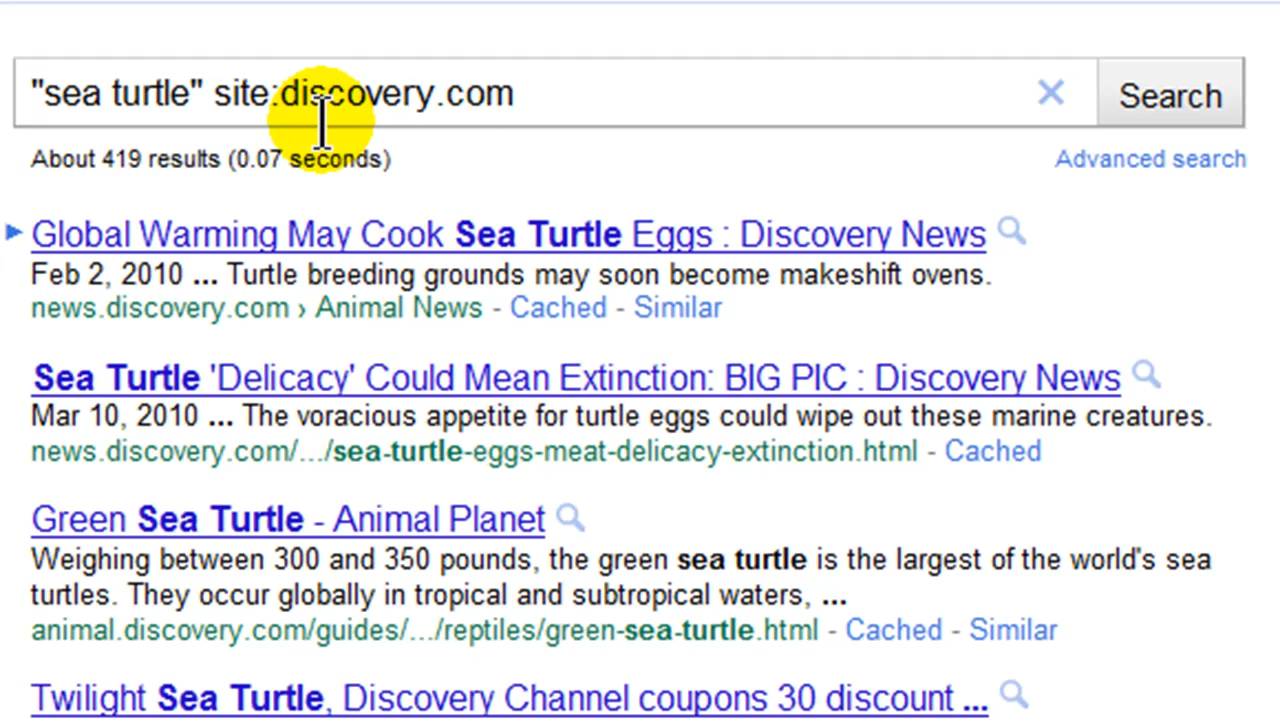 "sea turtle" site:discovery.com
Search
About 419 results (0.07 seconds)
Advanced search
Global Warming May Cook Sea Turtle Eggs : Discovery News
Feb 2, 2010 ... Turtle breeding grounds may soon become makeshift ovens.
news.discovery.com › Animal News - Cached - Similar
Sea Turtle 'Delicacy' Could Mean Extinction: BIG PIC : Discovery News
Mar 10, 2010 ... The voracious appetite for turtle eggs could wipe out these marine creatures.
news.discovery.com/.../sea-turtle-eggs-meat-delicacy-extinction.html - Cached
Green Sea Turtle - Animal Planet
Weighing between 300 and 350 pounds, the green sea turtle is the largest of the world's sea
turtles. They occur globally in tropical and subtropical waters, ...
animal.discovery.com/guides/.../reptiles/green-sea-turtle.html - Cached - Similar
Twilight Sea Turtle, Discovery Channel coupons 30 discount ...